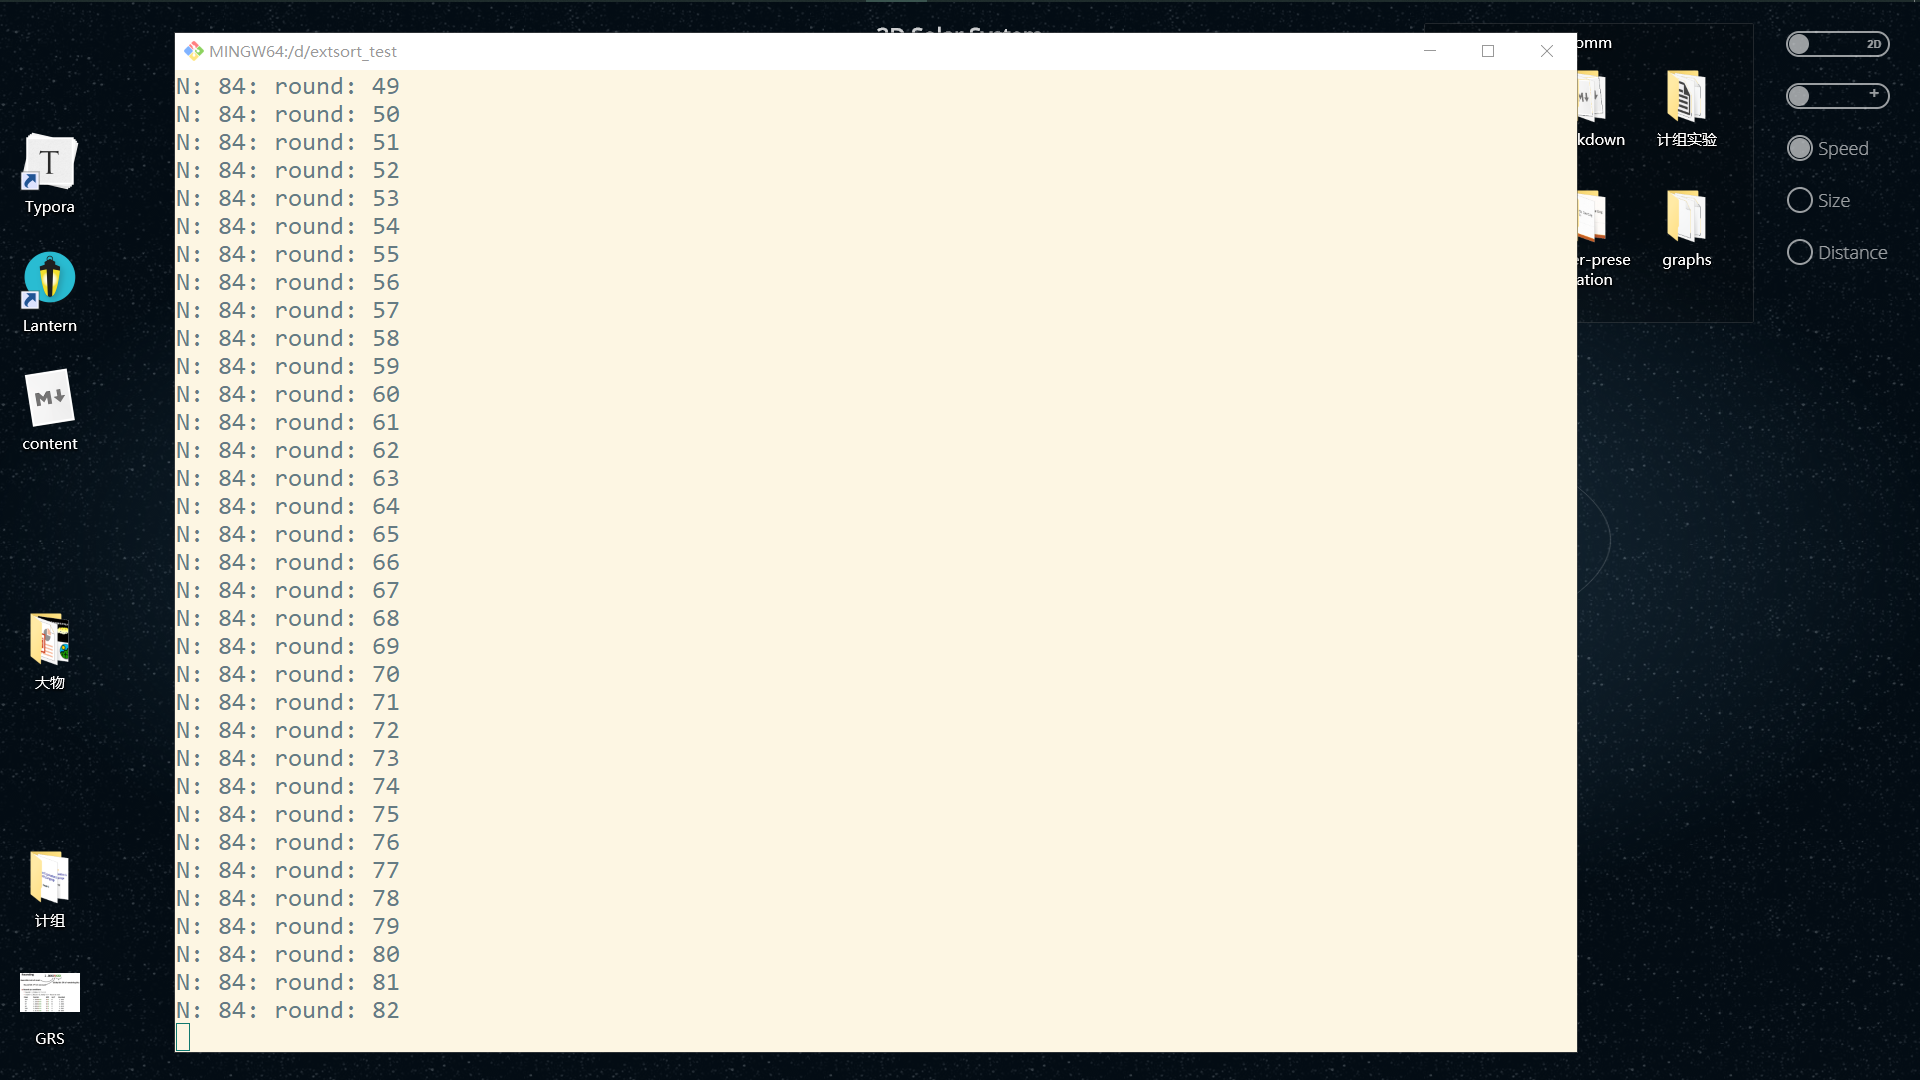 MINGW64:/d/extsort_test
N: 84: round: 49
N: 84: round: 50
N: 84: round: 51
N: 84: round: 52
N: 84: round: 53
N: 84: round: 54
N: 84: round: 55
N: 84: round: 56
N: 84: round: 57
N: 84: round: 58
N: 84: round: 59
N: 84: round: 60
N: 84: round: 61
N: 84: round: 62
N: 84: round: 63
N: 84: round: 64
N: 84: round: 65
N: 84: round: 66
N: 84: round: 67
N: 84: round: 68
N: 84: round: 69
N: 84: round: 70
N: 84: round: 71
N: 84: round: 72
N: 84: round: 73
N: 84: round: 74
N: 84: round: 75
N: 84: round: 76
N: 84: round: 77
N: 84: round: 78
N: 84: round: 79
N: 84: round: 80
N: 84: round: 81
N: 84: round: 82
T
Typora
Lantern
M
content
大物
计组
GRS
omm
kdown
计组实验
er-prese
ation
graphs
2D
+
Speed
Size
Distance